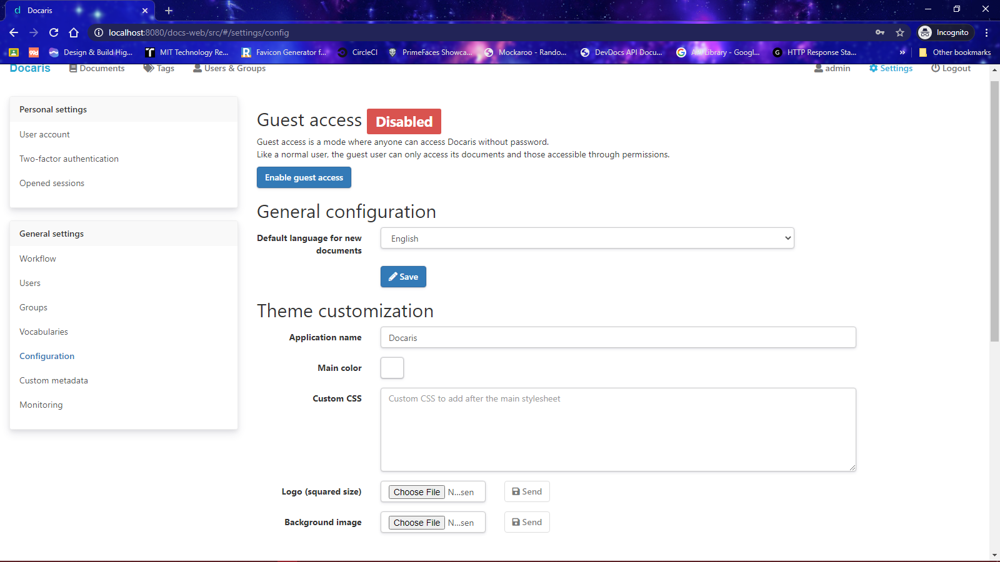 d Docaris
localhost:8080/docs-web/src/#/settings/config
Incognito
99d
Design & Build Hig...
MIT Technology Re...
R
Favicon Generator f...
CircleCI
PrimeFaces Showca...
Mockaroo - Rando...
DevDocs API Docu...
Library - Googl...
G
HTTP Response Sta...
»
Other bookmarks
Docaris
Documents
Tags
Users & Groups
admin
Settings
Logout
Personal settings
User account
Two-factor authentication
Opened sessions
General settings
Workflow
Users
Groups
Vocabularies
Configuration
Custom metadata
Monitoring
Guest access Disabled
Guest access is a mode where anyone can access Docaris without password.
Like a normal user, the guest user can only access its documents and those accessible through permissions.
Enable guest access
General configuration
Default language for new
documents
English
Save
Theme customization
Application name
Docaris
Main color
Custom CSS
Custom CSS to add after the main stylesheet
Logo (squared size)
Choose File N...sen
Send
Background image
Choose File N...sen
Send